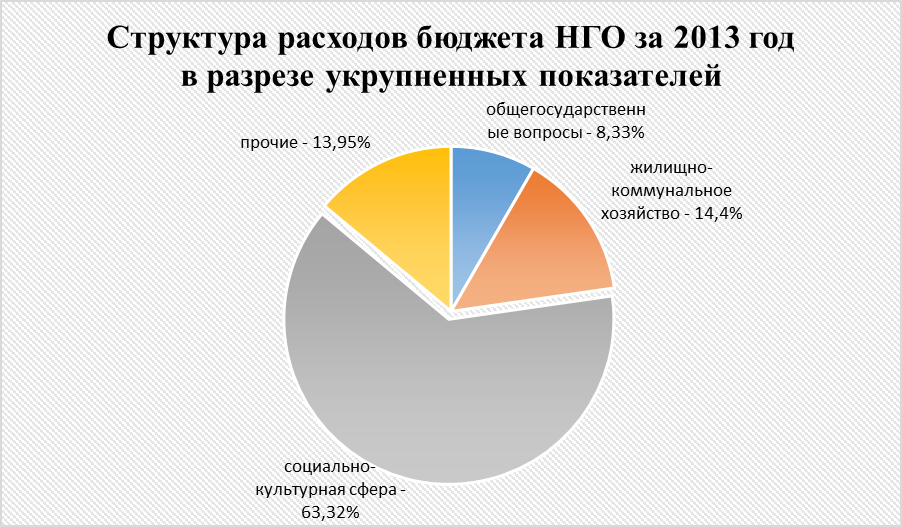 Структура расходов бюджета НГО за 2013 год
в разрезе укрупненных показателей
общегосударственн
ые вопросы - 8,33%
прочие - 13,95%
жилищно-
коммунальное
хозяйство - 14,4%
социально-
культурная сфера -
63,32%